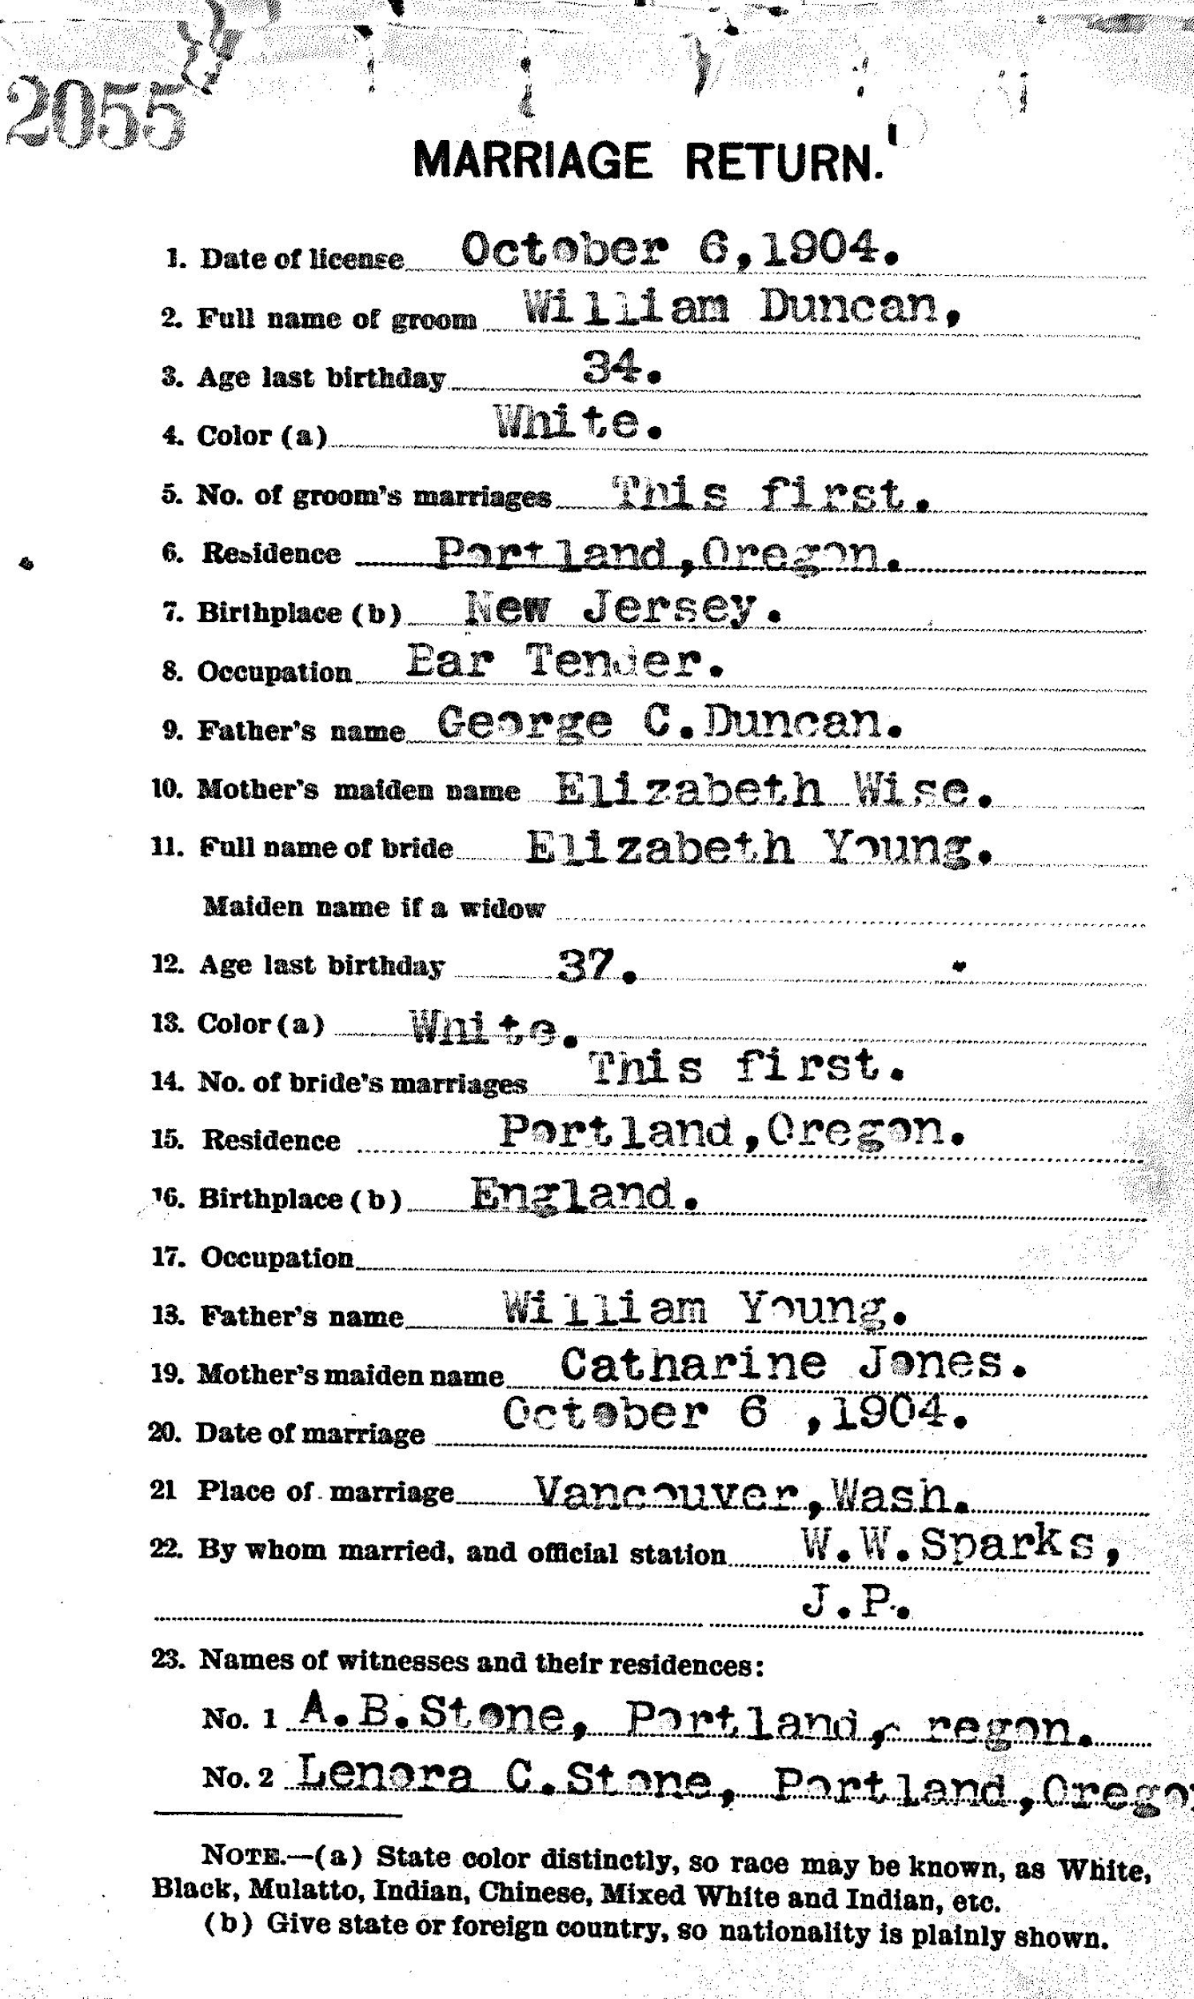 2055
MARRIAGE RETURN.
1. Date of license October 6,1904.
2. Full name of groom William Duncan,
3. Age last birthday 34.
4. Color (a) White.
5. No. of groom's marriages This first.
6. Residence Portland,Oregon.
7. Birthplace (b) New Jersey.
8. Occupation Bar Tender.
9. Father's name George C.Duncan.
10. Mother's maiden name Elizabeth Wise.
11. Full name of bride Elizabeth Young.
Maiden name if a widow
12. Age last birthday 37.
13. Color (a) White.
14. No. of bride's marriages This first.
15. Residence Portland,Oregon.
16. Birthplace (b) England.
17. Occupation
18. Father's name William Young.
19. Mother's maiden name Catharine Jones.
20. Date of marriage October 6 ,1904.
21 Place of marriage Vancouver,Wash.
22. By whom married, and official station W.W.Sparks,
J.P.
23. Names of witnesses and their residences:
No. 1 A.B.Stone, Portland, regon.
No. 2 Lenora C.Stone, Portland,Orego
NOTE.—(a) State color distinctly, so race may be known, as White,
Black, Mulatto, Indian, Chinese, Mixed White and Indian, etc.
(b) Give state or foreign country, so nationality is plainly shown.